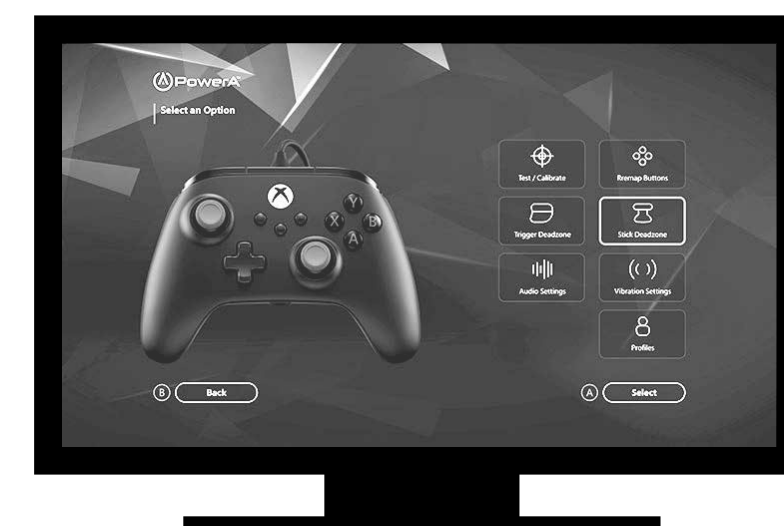 PowerA
Select an Option
Y
X
B
A
Test / Calibrate
Rremap Buttons
Trigger Deadzone
Stick Deadzone
Audio Settings
Vibration Settings
Profiles
B
Back
A
Select